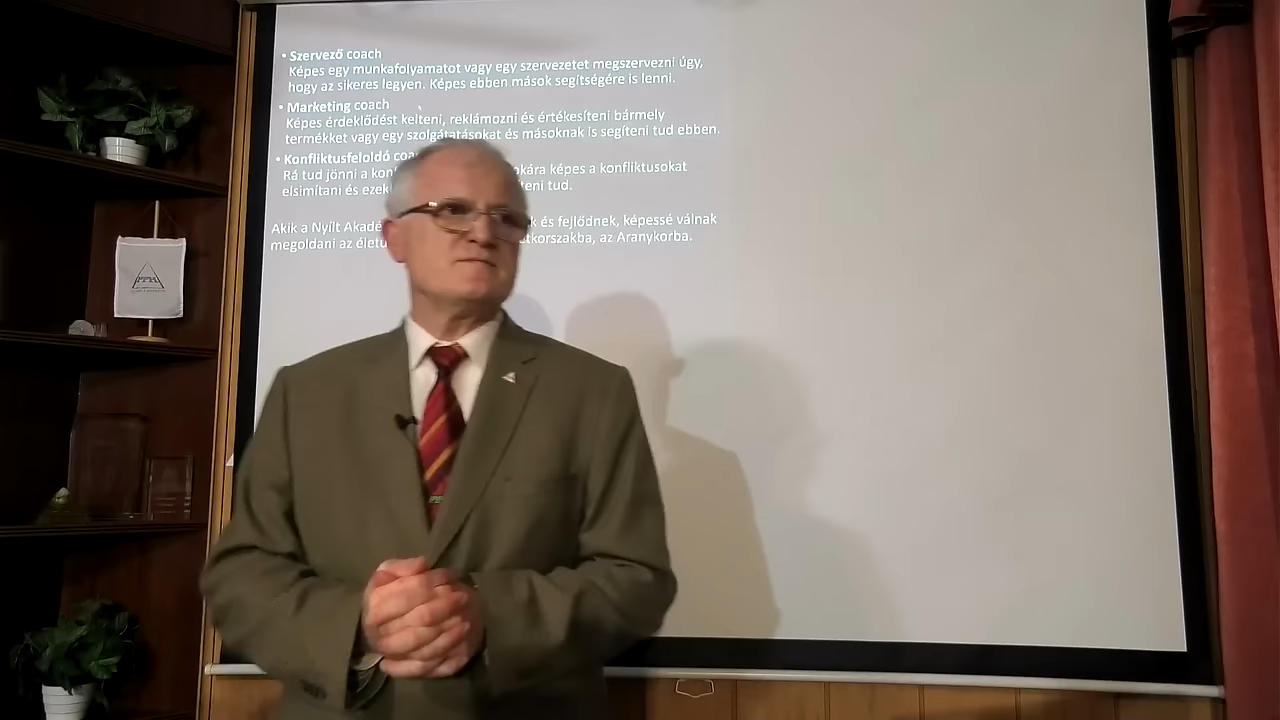 • Szervező coach
Képes egy munkafolyamatot vagy egy szervezetet megszervezni úgy,
hogy az sikeres legyen. Képes ebben mások segítségére is lenni.
• Marketing coach
Képes érdeklődést kelteni, reklámozni és értékesíteni bármely
termékket vagy egy szolgátatásokat és másoknak is segíteni tud ebben.
• Konfliktusfeloldó
Rá tud jönni a képes a konfliktusokat
elsimítani és tud.
Akik a Nyílt és fejlődnek, képessé válnak
megoldani az az Aranykorba.